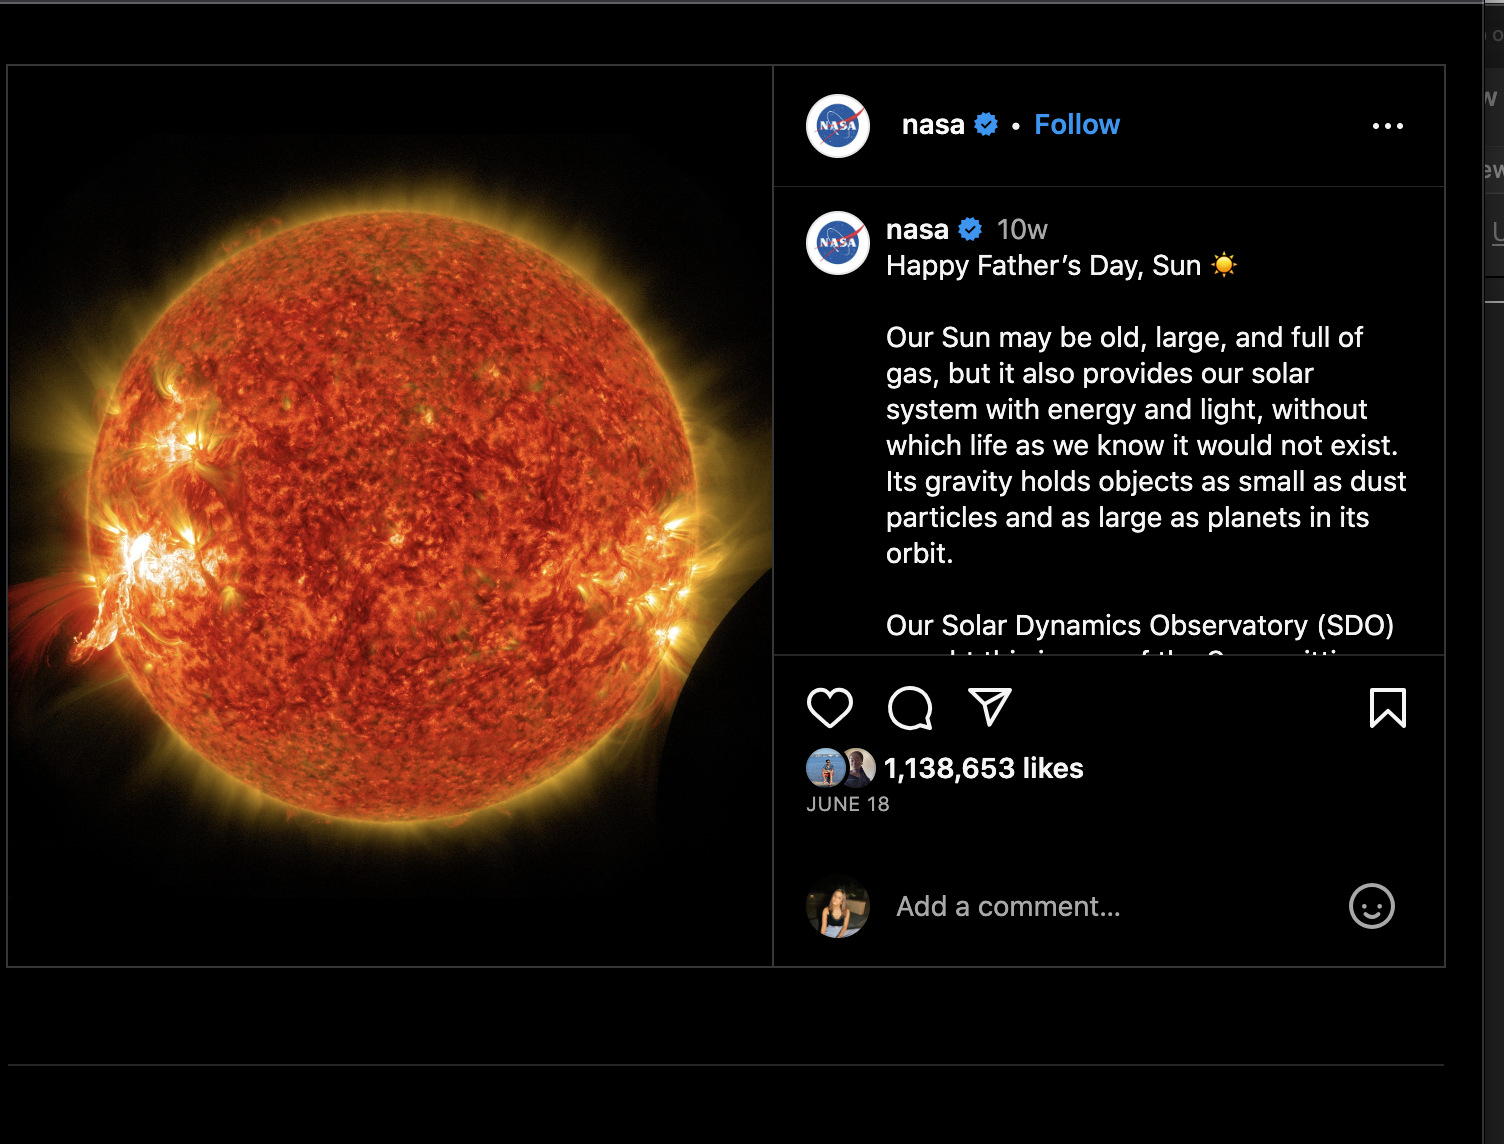 nasa • Follow
nasa 10w
Happy Father’s Day, Sun ☀️
Our Sun may be old, large, and full of
gas, but it also provides our solar
system with energy and light, without
which life as we know it would not exist.
Its gravity holds objects as small as dust
particles and as large as planets in its
orbit.
Our Solar Dynamics Observatory (SDO)
1,138,653 likes
JUNE 18
Add a comment...
NASA
NASA